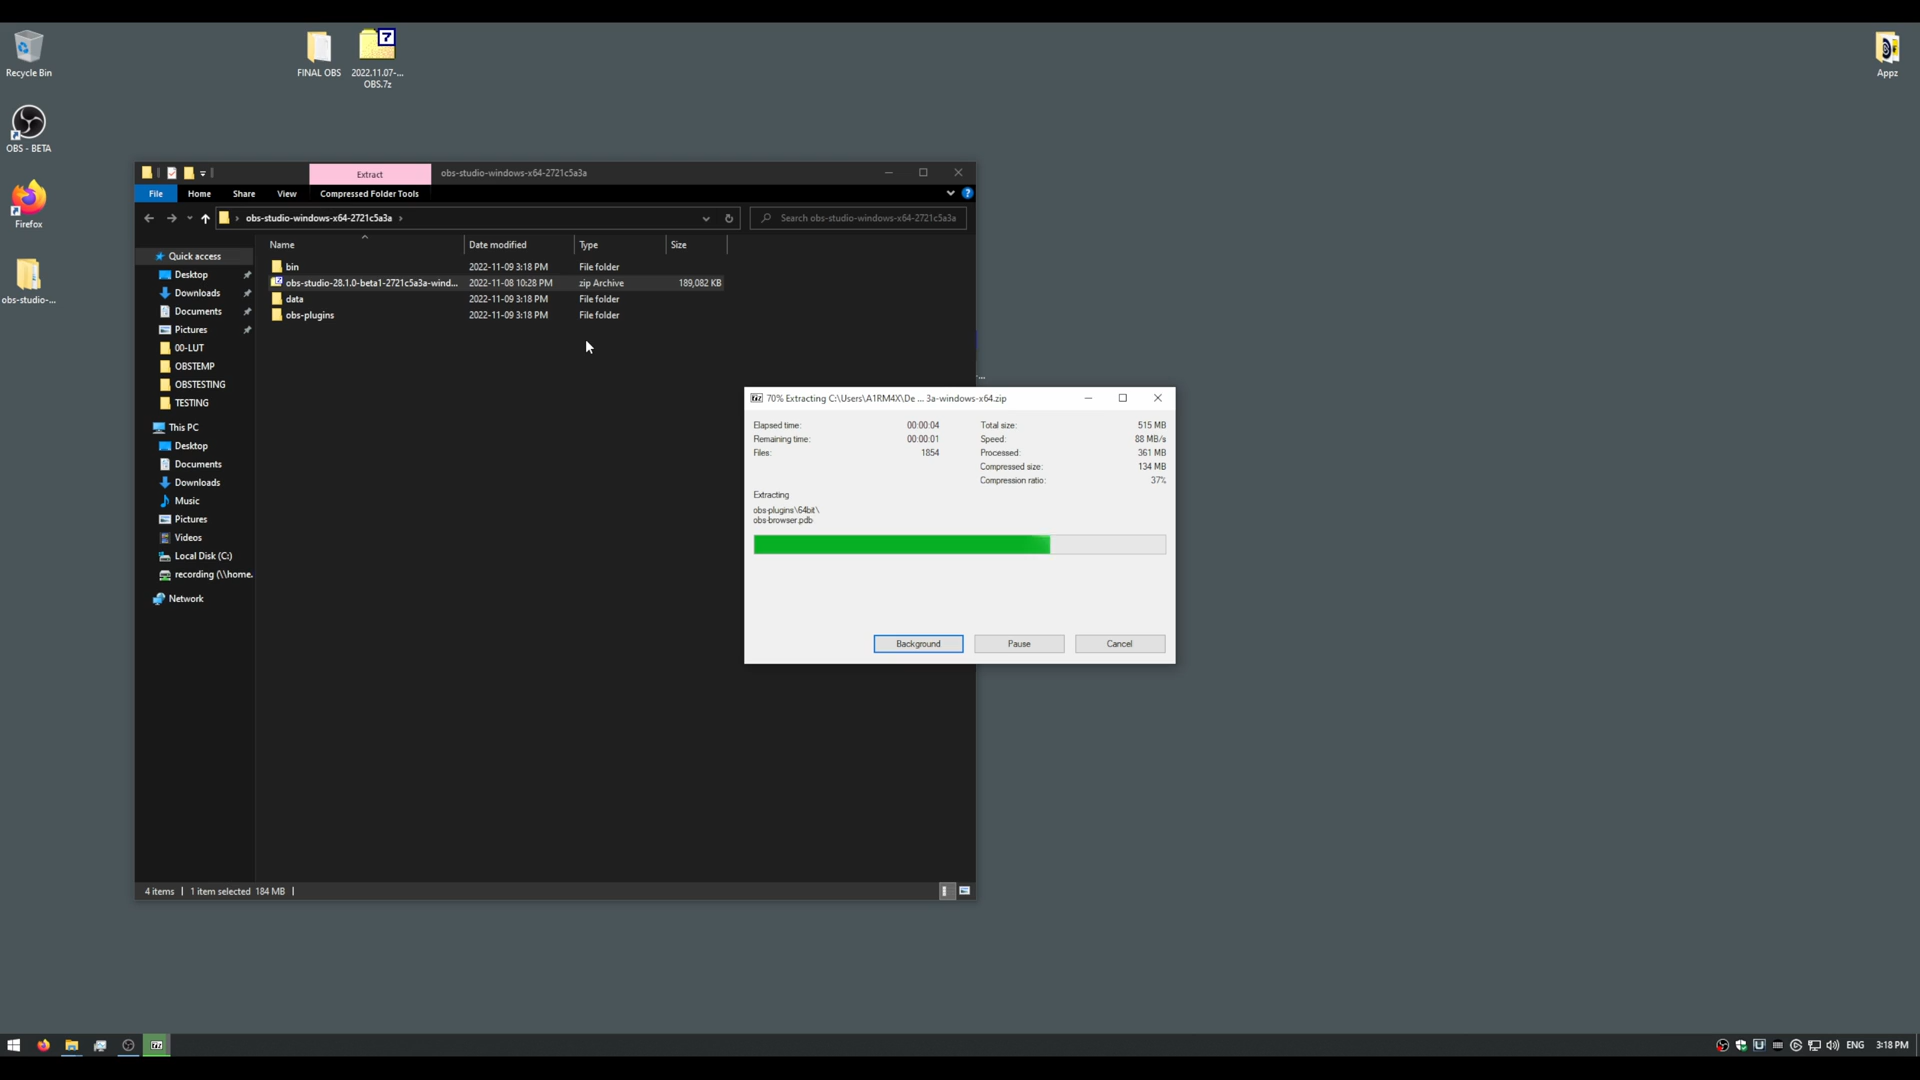 Recycle Bin
FINAL OBS
2022.11.07-...
OBS.7z
Appz
OBS - BETA
Firefox
obs-studio-...
Extract
obs-studio-windows-x64-2721c5a3a
File
Home
Share
View
Compressed Folder Tools
obs-studio-windows-x64-2721c5a3a
Search obs-studio-windows-x64-2721c5a3a
Name
Date modified
Type
Size
bin
2022-11-09 3:18 PM
File folder
obs-studio-28.1.0-beta1-2721c5a3a-wind...
2022-11-08 10:28 PM
zip Archive
189,082 KB
data
2022-11-09 3:18 PM
File folder
obs-plugins
2022-11-09 3:18 PM
File folder
Quick access
Desktop
Downloads
Documents
Pictures
00-LUT
OBSTEMP
OBSTESTING
TESTING
This PC
Desktop
Documents
Downloads
Music
Pictures
Videos
Local Disk (C:)
recording (\\home.
Network
4 items
1 item selected 184 MB
...
70% Extracting C:\Users\A1RM4X\De ... 3a-windows-x64.zip
Elapsed time:
00:00:04
Total size:
515 MB
Remaining time:
00:00:01
Speed:
88 MB/s
Files:
1854
Processed:
361 MB
Compressed size:
134 MB
Compression ratio:
37%
Extracting
obs-plugins\64bit\
obs-browser.pdb
Background
Pause
Cancel
ENG
3:18 PM